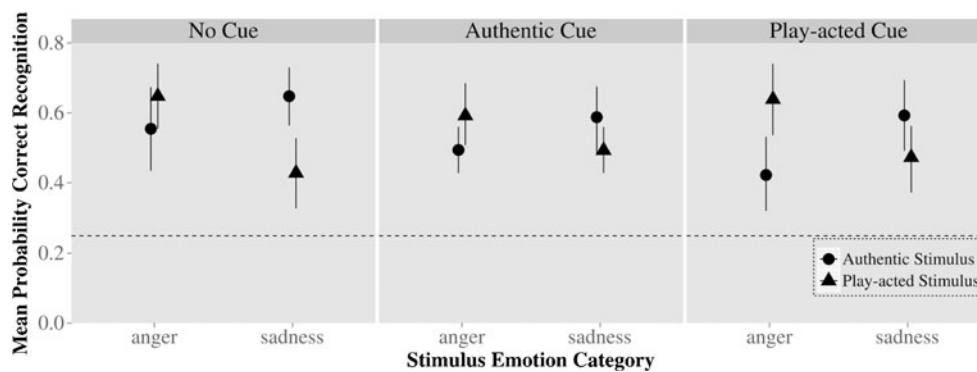 No Cue
Authentic Cue
Play-acted Cue
Mean Probability Correct Recognition
0.8
0.6
0.4
0.2
0.0
Authentic Stimulus
Play-acted Stimulus
anger
sadness
anger
sadness
anger
sadness
Stimulus Emotion Category